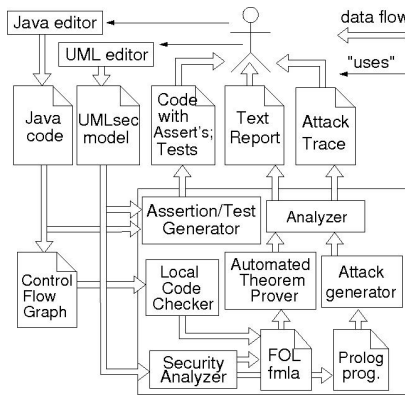 Java editor
data flow
UML editor
"uses"
Java
code
UMLsec
model
Code
with
Assert's;
Tests
Text
Report
Attack
Trace
Assertion/Test
Generator
Analyzer
Control
Flow
Graph
Local
Code
Checker
Automated
Theorem
Prover
Attack
generator
Security
Analyzer
FOL
fmla
Prolog
prog.